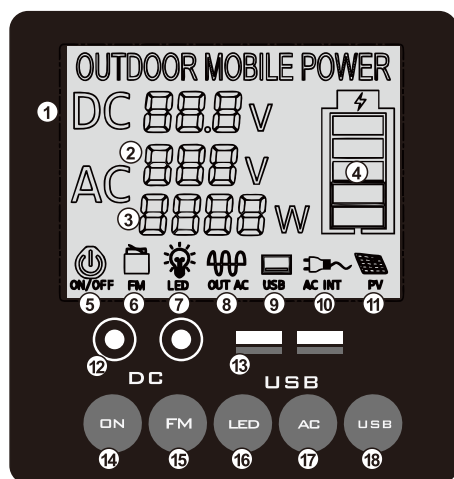 OUTDOOR MOBILE POWER
1 DC 88.8 V
2 888 V
AC
3 8888 W
4
ON/OFF FM LED OUT AC USB AC INT PV
5 6 7 8 9 10 11
12 13
DC USB
ON FM LED AC USB
14 15 16 17 18